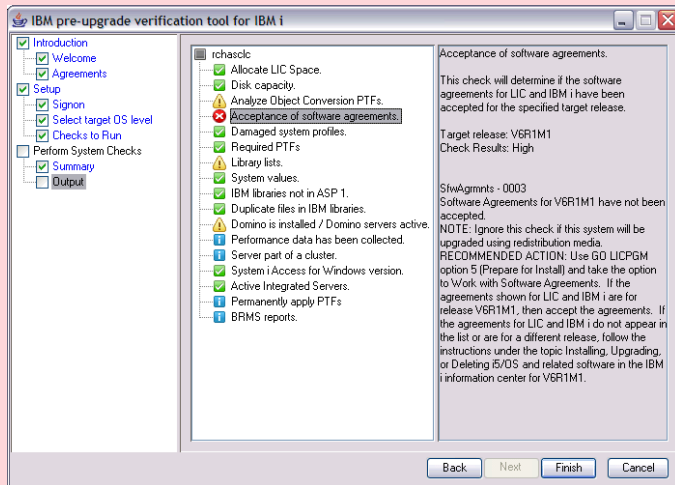 IBM pre-upgrade verification tool for IBM i
Introduction
Welcome
Agreements
Setup
Signon
Select target OS level
Checks to Run
Perform System Checks
Summary
Output
rchasclc
Allocate LIC Space.
Disk capacity.
Analyze Object Conversion PTFs.
Acceptance of software agreements.
Damaged system profiles.
Required PTFs
Library lists.
System values.
IBM libraries not in ASP 1.
Duplicate files in IBM libraries.
Domino is installed / Domino servers active.
Performance data has been collected.
Server part of a cluster.
System i Access for Windows version.
Active Integrated Servers.
Permanently apply PTFs
BRMS reports.
Acceptance of software agreements.
This check will determine if the software
agreements for LIC and IBM i have been
accepted for the specified target release.
Target release: V6R1M1
Check Results: High
SfwAgrmnts - 0003
Software Agreements for V6R1M1 have not been
accepted.
NOTE: Ignore this check if this system will be
upgraded using redistribution media.
RECOMMENDED ACTION: Use GO LICPGM
option 5 (Prepare for Install) and take the option
to Work with Software Agreements.  If the
agreements shown for LIC and IBM i are for
release V6R1M1, then accept the agreements.  If
the agreements for LIC and IBM i do not appear in
the list or are for a different release, follow the
instructions under the topic Installing, Upgrading,
or Deleting i5/OS and related software in the IBM
i information center for V6R1M1.
Back
Next
Finish
Cancel